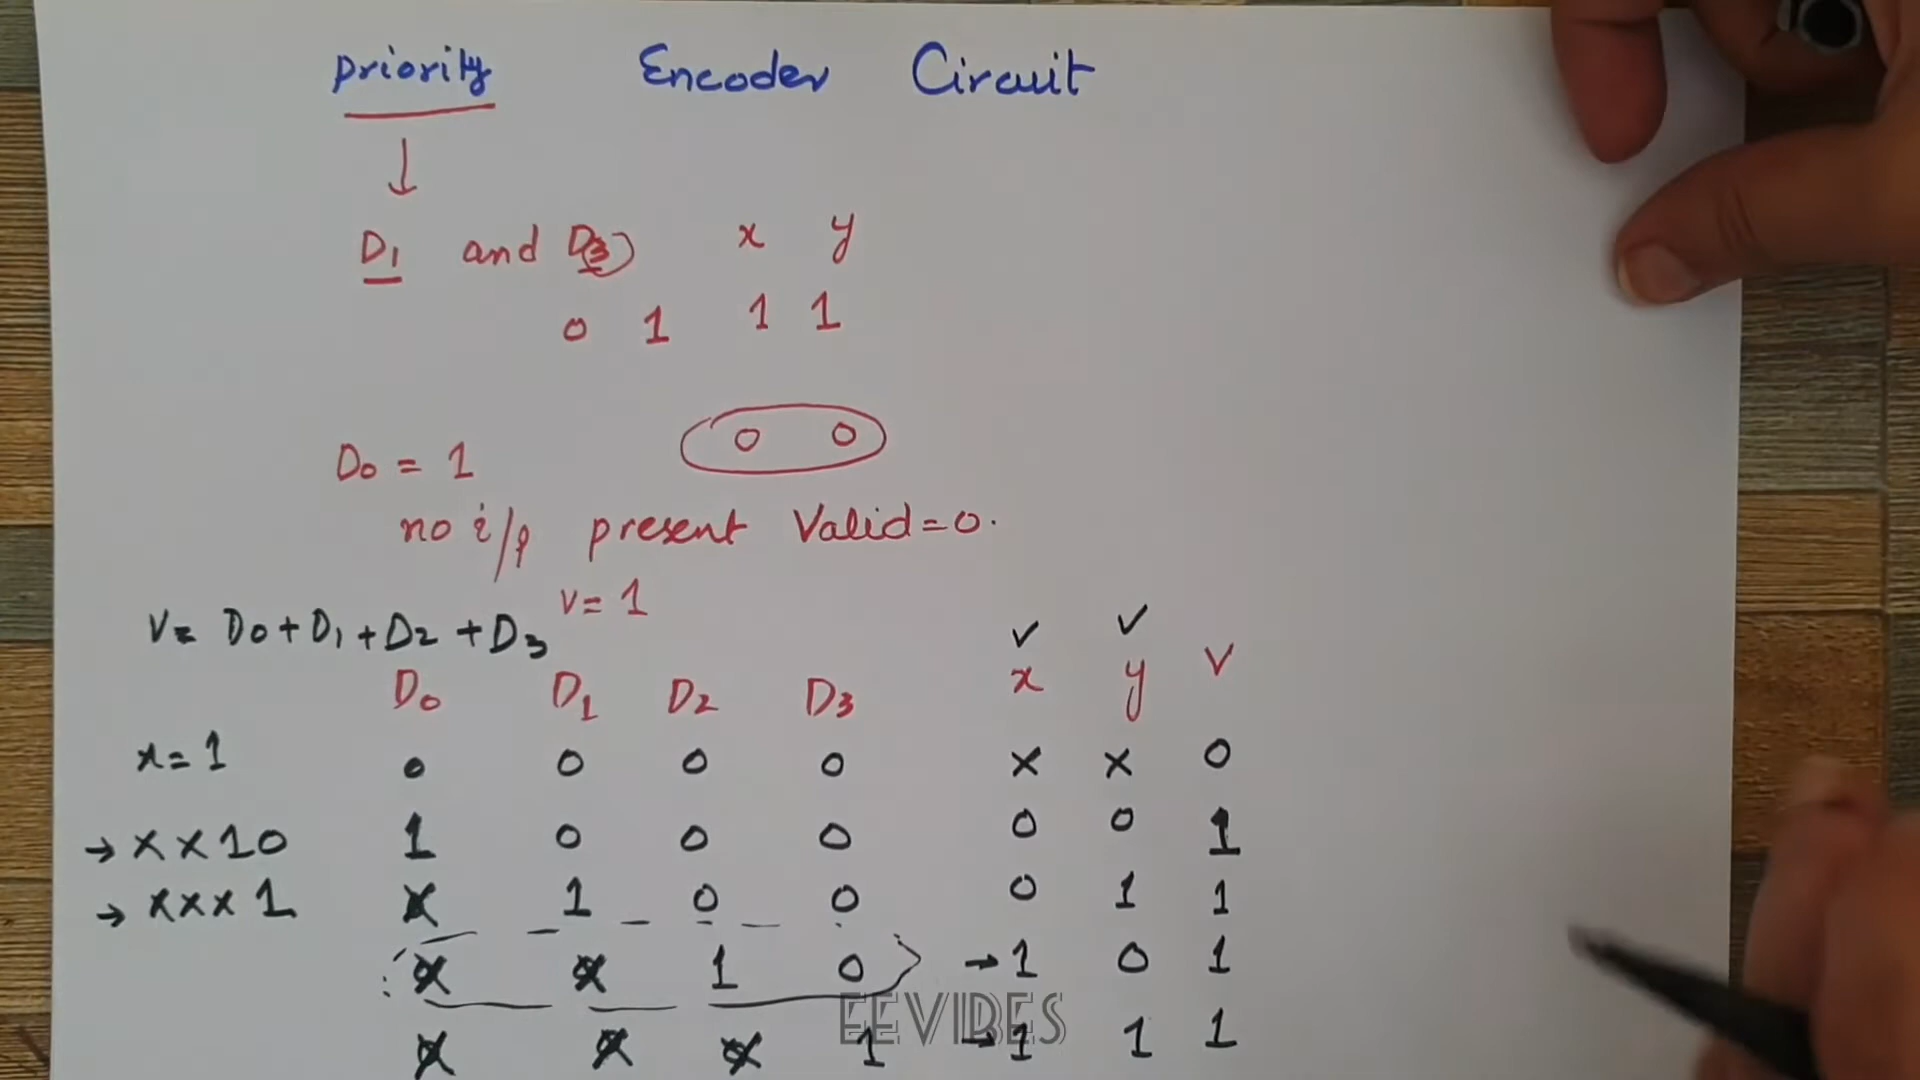 priority Encoder Circuit
↓
D1 and D3 x y
0 1 1 1
0 0
D0 = 1
no i/p present Valid=0.
v= 1
V= D0+D1+D2+D3
✓ ✓
D0 D1 D2 D3 x y V
x=1 0 0 0 0 x x 0
→ x x 1 0 1 0 0 0 0 0 1
→ x x x 1 x 1 0 0 0 1 1
x x 1 0 → 1 0 1
x x x 1 → 1 1 1
EEVIBES